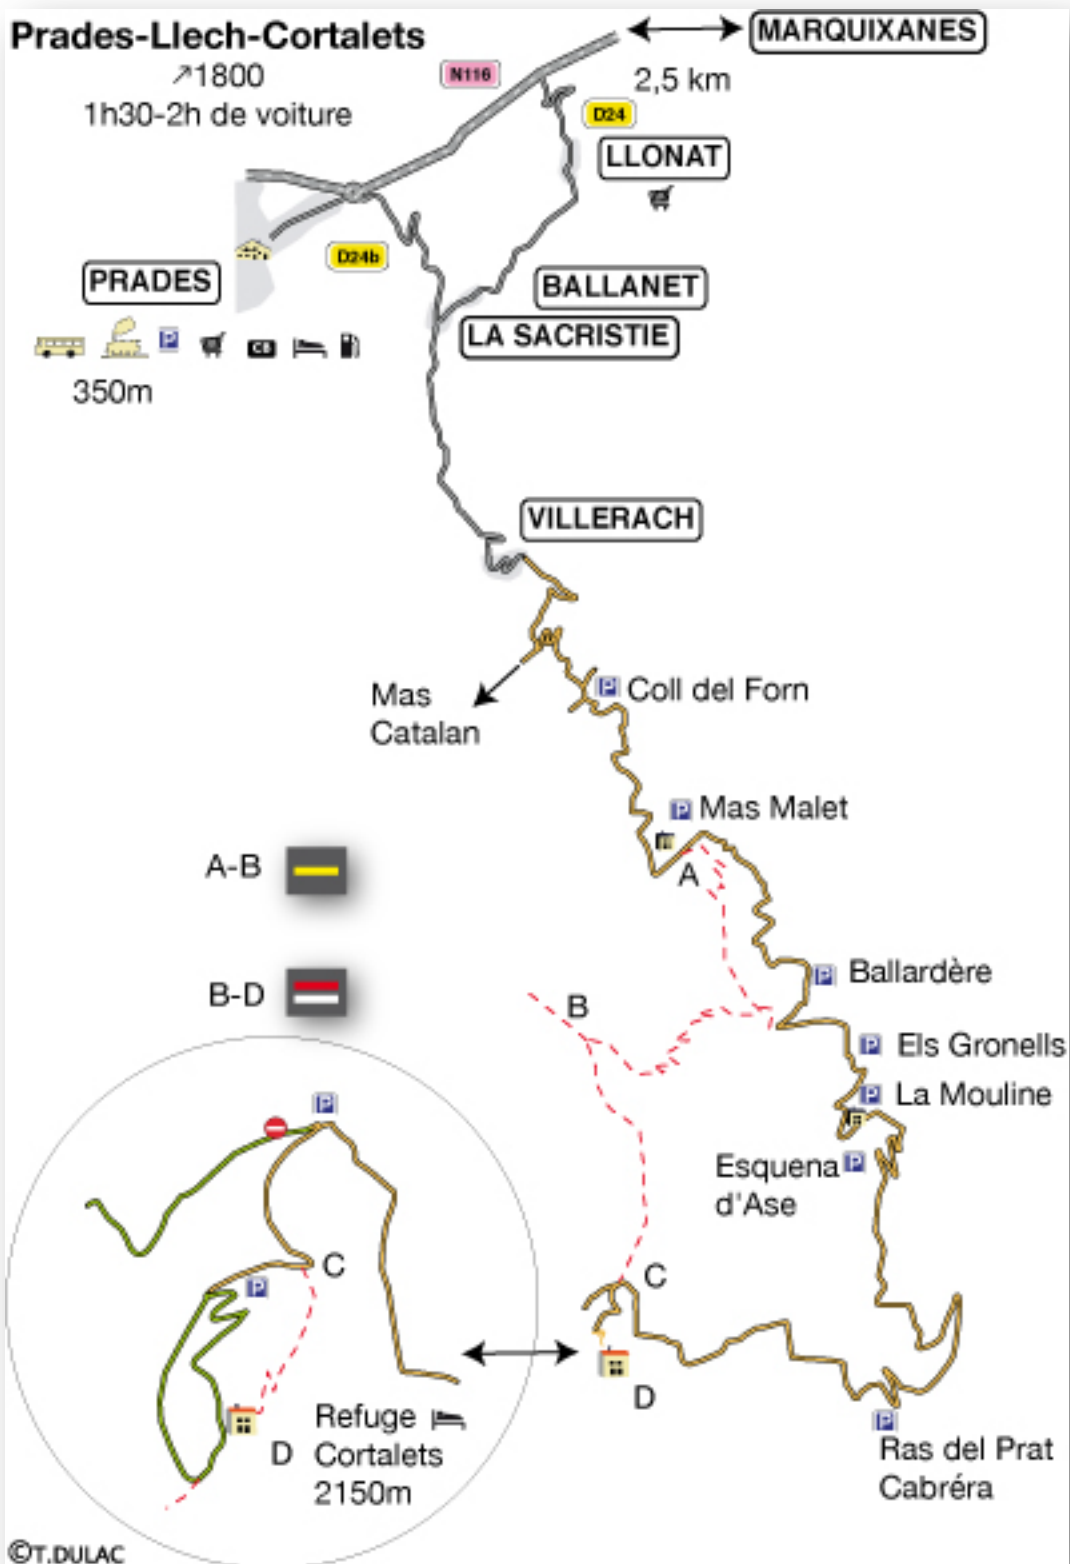 Prades-Llech-Cortalets
↗1800
1h30-2h de voiture
N116
MARQUIXANES
2,5 km
D24
LLONAT
D24b
PRADES
BALLANET
LA SACRISTIE
P
CB
350m
VILLERACH
Mas
Catalan
P Coll del Forn
P Mas Malet
A
A-B
P Ballardère
B-D
B
P Els Gronells
P La Mouline
Esquena P
d'Ase
P
C
P
C
D
Refuge
D Cortalets
2150m
P
Ras del Prat
Cabréra
©T.DULAC